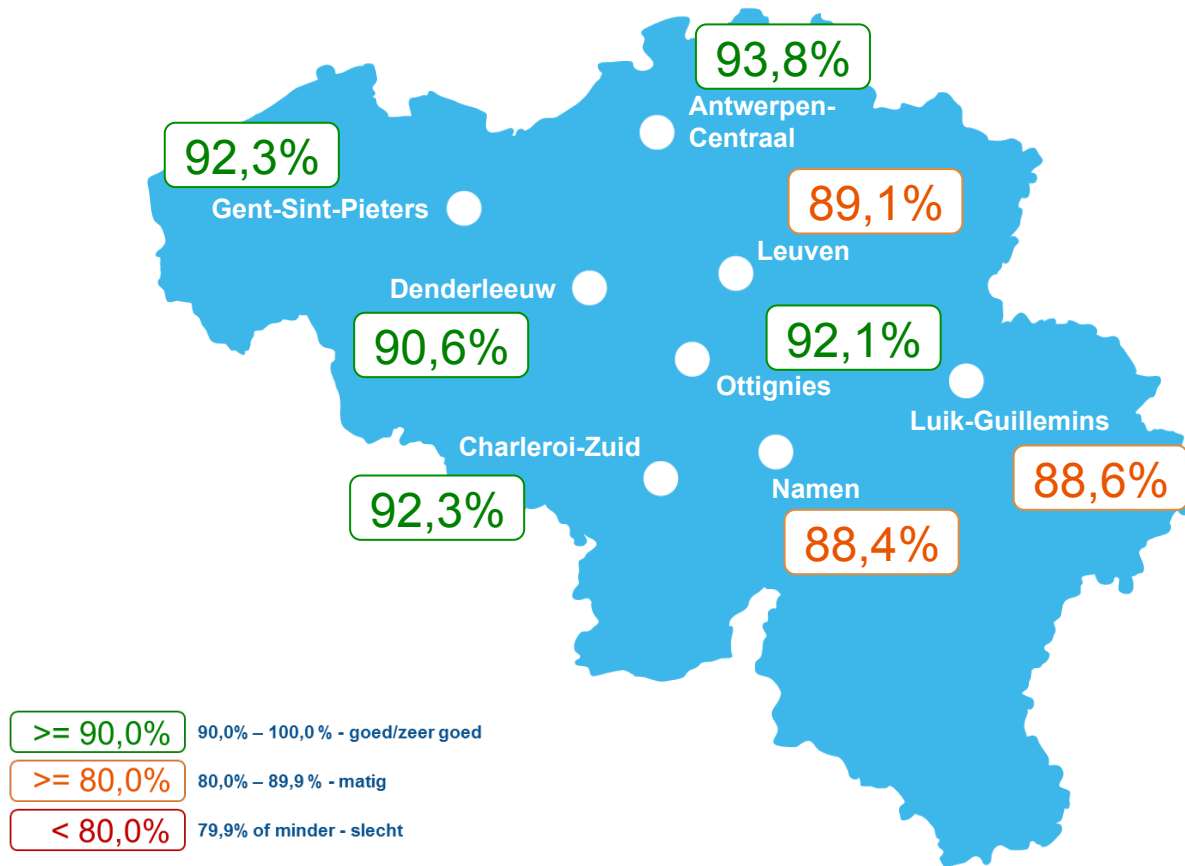 93,8%
Antwerpen-
Centraal
92,3%
Gent-Sint-Pieters
89,1%
Leuven
Denderleeuw
90,6%
92,1%
Ottignies
Luik-Guillemins
88,6%
Charleroi-Zuid
92,3%
Namen
88,4%
>= 90,0% 90,0% – 100,0 % - goed/zeer goed
>= 80,0% 80,0% – 89,9 % - matig
< 80,0% 79,9% of minder - slecht